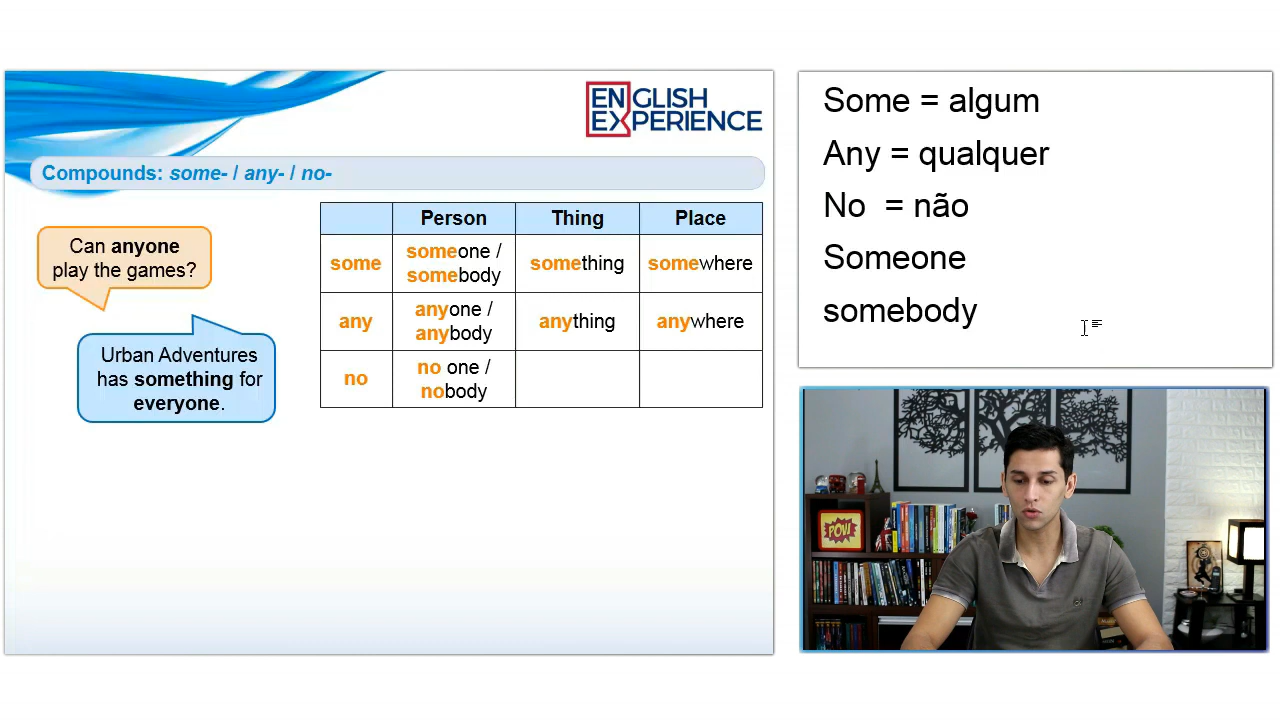 ENGLISH
EXPERIENCE
Compounds: some- / any- / no-
Can anyone
play the games?
Urban Adventures
has something for
everyone.
Person Thing Place
some someone / somebody something somewhere
any anyone / anybody anything anywhere
no no one / nobody
Some = algum
Any = qualquer
No = não
Someone
somebody
POW!